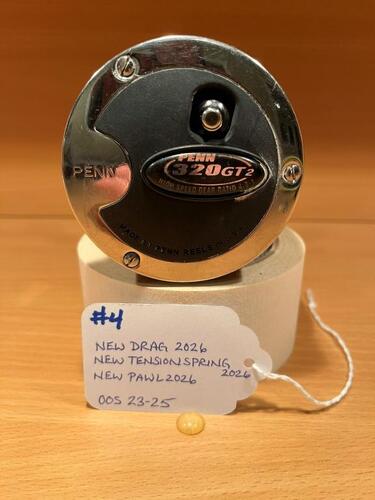 PENN
PENN
320GT2
HIGH SPEED GEAR RATIO
MADE BY PENN REELS
#4
NEW DRAG 2026
NEW TENSION SPRING 2026
NEW PAWL 2026
OOS 23-25